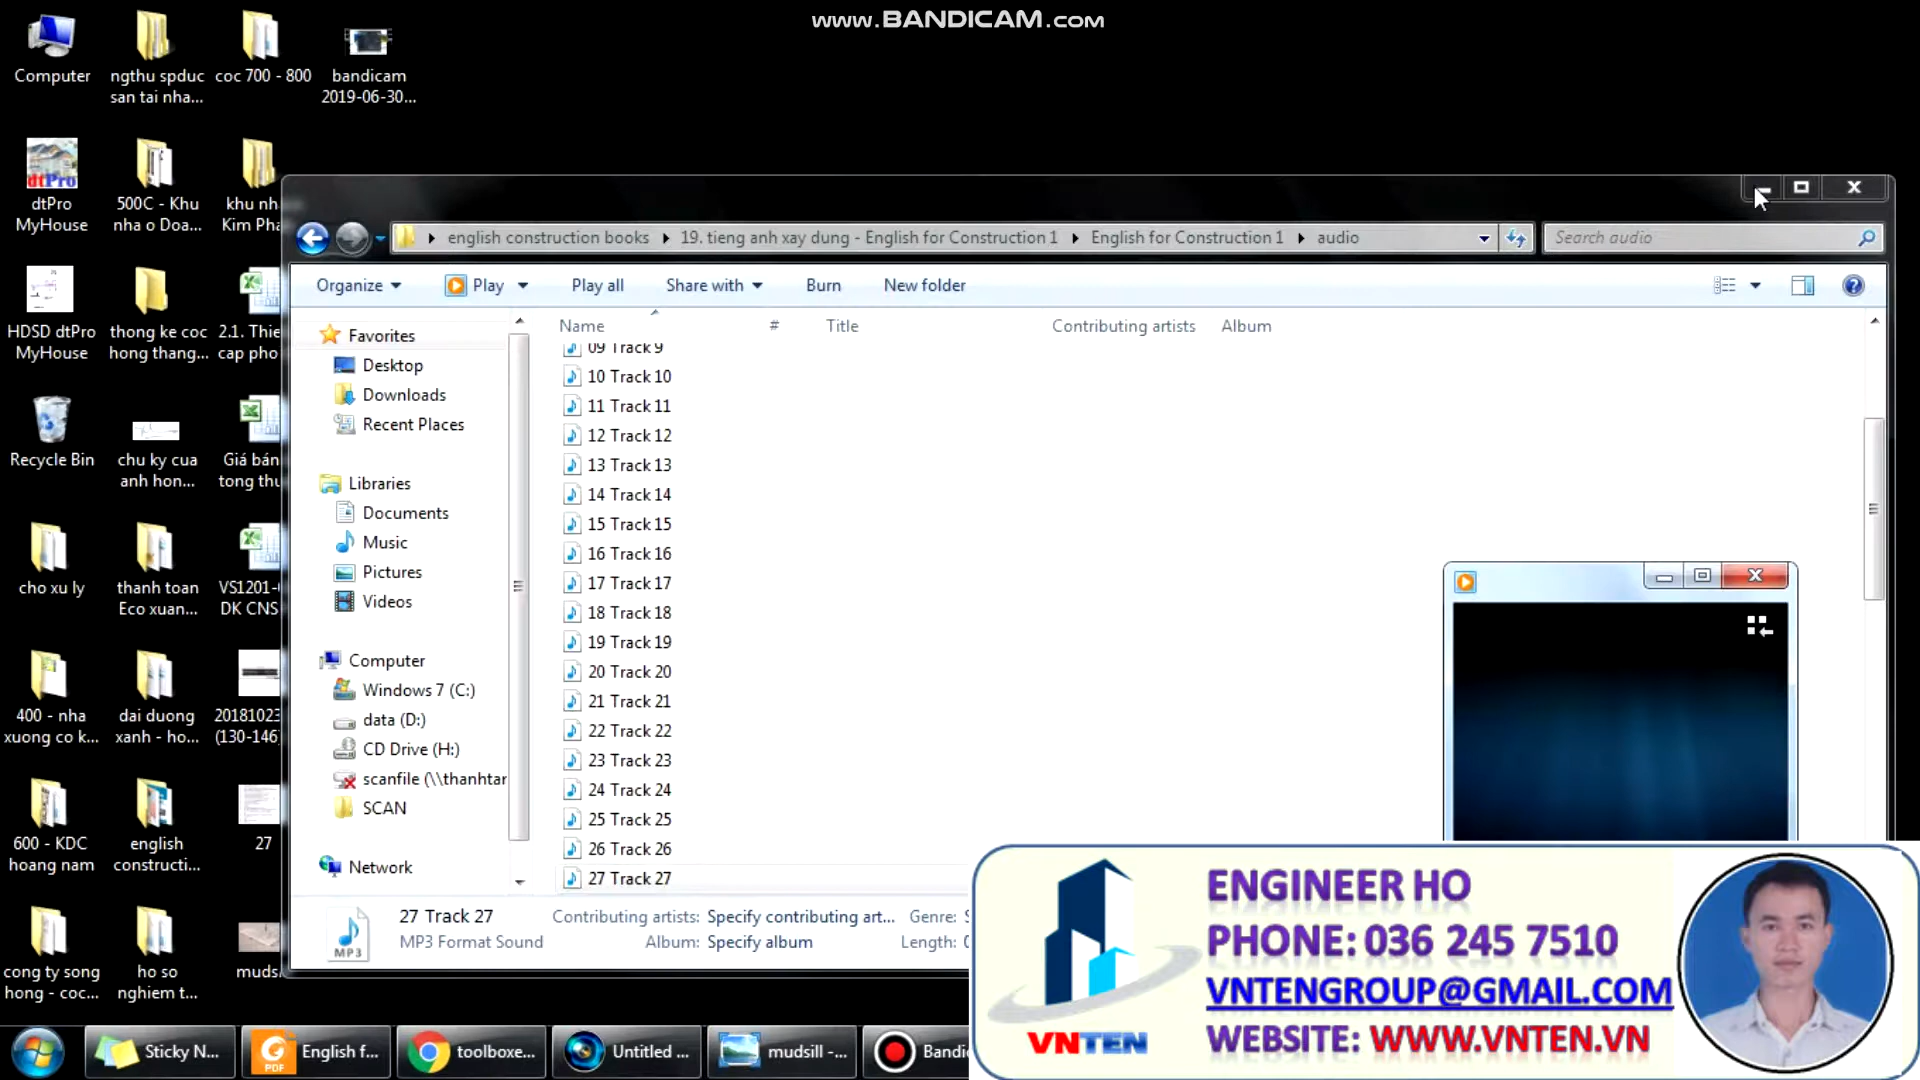 www.BANDICAM.com
Computer
ngthu spduc
san tai nha...
coc 700 - 800
bandicam
2019-06-30...
dtPro
dtPro
MyHouse
500C - Khu
nha o Doa...
khu nh
Kim Pha
HDSD dtPro
MyHouse
thong ke coc
hong thang...
2.1. Thie
cap pho
Recycle Bin
chu ky cua
anh hon...
Giá bán
tong thu
cho xu ly
thanh toan
Eco xuan...
VS1201-
DK CNS
400 - nha
xuong co k...
dai duong
xanh - ho...
20181023
(130-146)
600 - KDC
hoang nam
english
constructi...
27
cong ty song
hong - coc...
ho so
nghiem t...
muds
english construction books
19. tieng anh xay dung - English for Construction 1
English for Construction 1
audio
Search audio
Organize
Play
Play all
Share with
Burn
New folder
Favorites
Desktop
Downloads
Recent Places
Libraries
Documents
Music
Pictures
Videos
Computer
Windows 7 (C:)
data (D:)
CD Drive (H:)
scanfile (\\thanhtar
SCAN
Network
Name # Title Contributing artists Album
09 Track 9
10 Track 10
11 Track 11
12 Track 12
13 Track 13
14 Track 14
15 Track 15
16 Track 16
17 Track 17
18 Track 18
19 Track 19
20 Track 20
21 Track 21
22 Track 22
23 Track 23
24 Track 24
25 Track 25
26 Track 26
27 Track 27
MP3
27 Track 27 Contributing artists: Specify contributing art... Genre:
MP3 Format Sound Album: Specify album Length:
ENGINEER HO
PHONE: 036 245 7510
VNTENGROUP@GMAIL.COM
WEBSITE: WWW.VNTEN.VN
VNTEN
Sticky N...
PDF
English f...
toolboxe...
Untitled ...
mudsill -...
Bandi